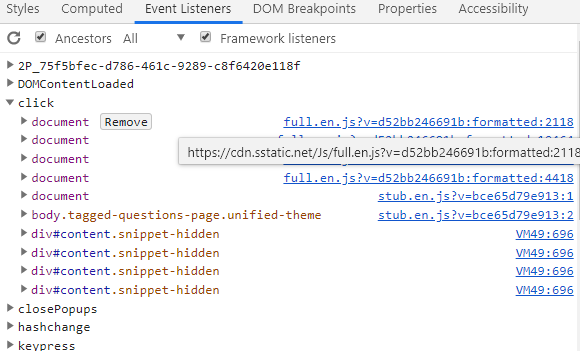 Styles Computed Event Listeners DOM Breakpoints Properties Accessibility
Ancestors All Framework listeners
2P_75f5bfec-d786-461c-9289-c8f6420e118f
DOMContentLoaded
click
document Remove full.en.js?v=d52bb246691b:formatted:2118
document
https://cdn.sstatic.net/Js/full.en.js?v=d52bb246691b:formatted:2118
document full.en.js?v=d52bb246691b:formatted:4418
document stub.en.js?v=bce65d79e913:1
body.tagged-questions-page.unified-theme stub.en.js?v=bce65d79e913:2
div#content.snippet-hidden VM49:696
div#content.snippet-hidden VM49:696
div#content.snippet-hidden VM49:696
div#content.snippet-hidden VM49:696
closePopups
hashchange
keypress